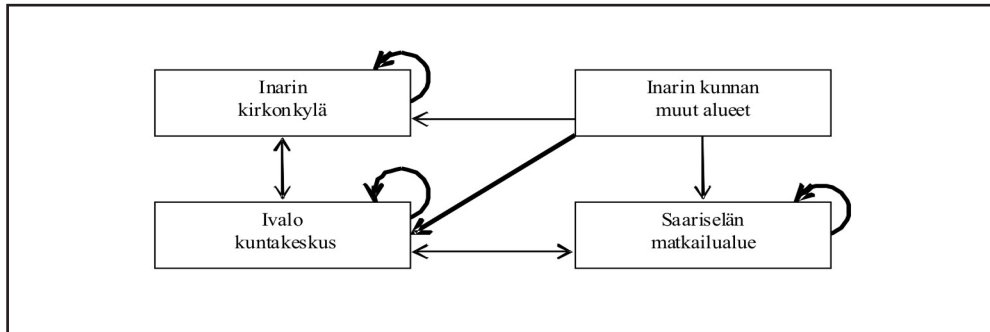 Inarin
kirkonkylä
Inarin kunnan
muut alueet
Ivalo
kuntakeskus
Saariselän
matkailualue